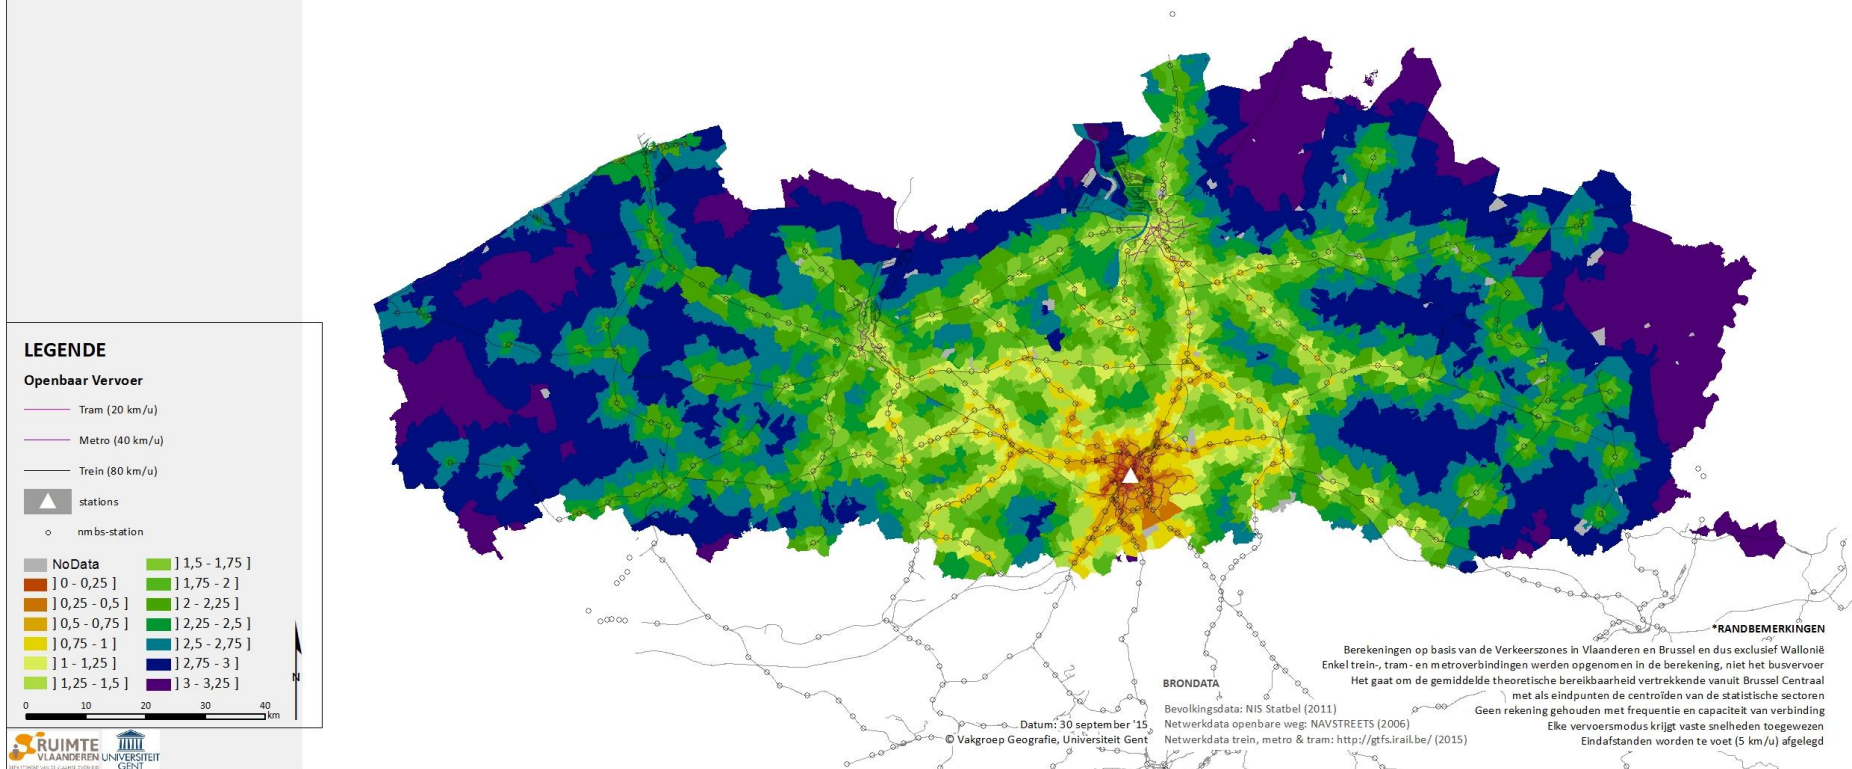 LEGENDE
Openbaar Vervoer
Tram (20 km/u)
Metro (40 km/u)
Trein (80 km/u)
stations
nmbs-station
NoData
] 0 - 0,25 ]
] 0,25 - 0,5 ]
] 0,5 - 0,75 ]
] 0,75 - 1 ]
] 1 - 1,25 ]
] 1,25 - 1,5 ]
] 1,5 - 1,75 ]
] 1,75 - 2 ]
] 2 - 2,25 ]
] 2,25 - 2,5 ]
] 2,5 - 2,75 ]
] 2,75 - 3 ]
] 3 - 3,25 ]
N
0 10 20 30 40
km
RUIMTE
VLAANDEREN
UNIVERSITEIT
GENT
Datum: 30 september '15
© Vakgroep Geografie, Universiteit Gent
BRONDATA
Bevolkingsdata: NIS Statbel (2011)
Netwerkdata openbare weg: NAVSTREETS (2006)
Netwerkdata trein, metro & tram: http://gtfs.irail.be/ (2015)
*RANDBEMERKINGEN
Berekeningen op basis van de Verkeerszones in Vlaanderen en Brussel en dus exclusief Wallonië
Enkel trein-, tram- en metroverbindingen werden opgenomen in de berekening, niet het busvervoer
Het gaat om de gemiddelde theoretische bereikbaarheid vertrekkende vanuit Brussel Centraal
met als eindpunten de centroïden van de statistische sectoren
Geen rekening gehouden met frequentie en capaciteit van verbinding
Elke vervoersmodus krijgt vaste snelheden toegewezen
Eindafstanden worden te voet (5 km/u) afgelegd